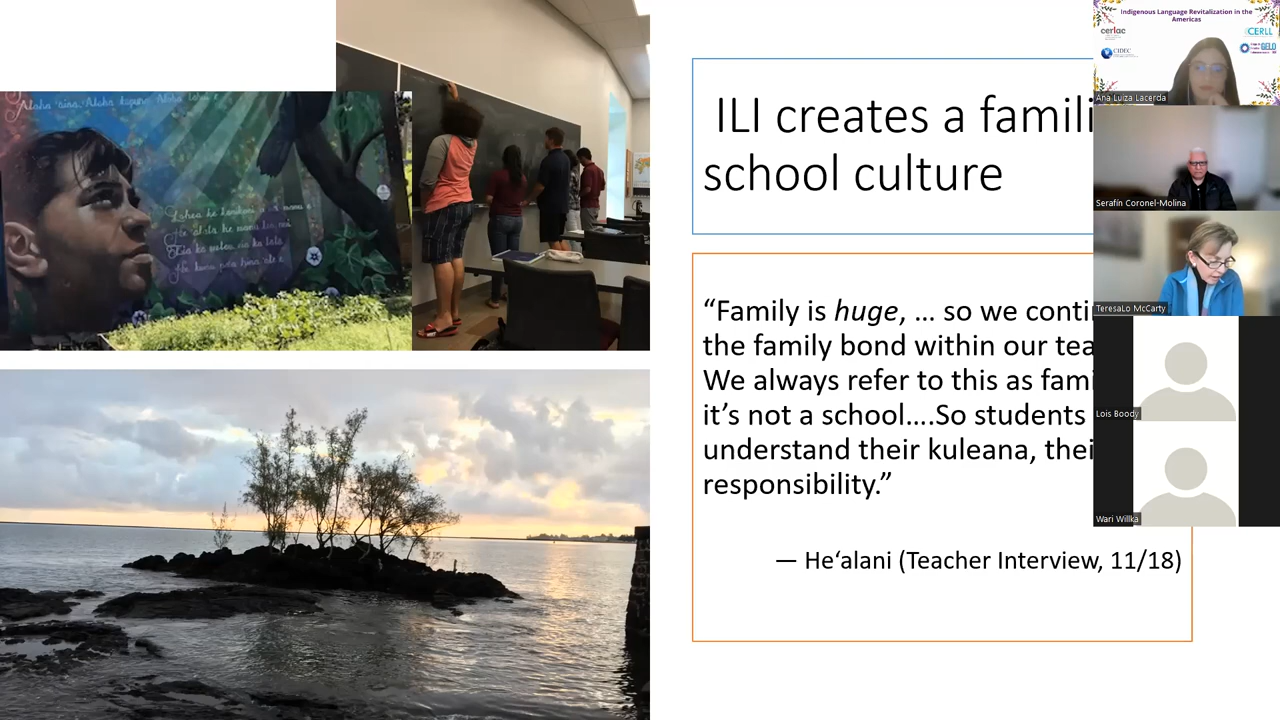 ILI creates a famili
school culture
“Family is huge, … so we conti
the family bond within our tea
We always refer to this as fami
it’s not a school….So students
understand their kuleana, thei
responsibility.”
— Heʻalani (Teacher Interview, 11/18)
Indigenous Language Revitalization in the
Americas
cerlac
CERLL
CIDEC
GELO
Ana Luiza Lacerda
Serafín Coronel-Molina
TeresaLo McCarty
Lois Boody
Wari Willka